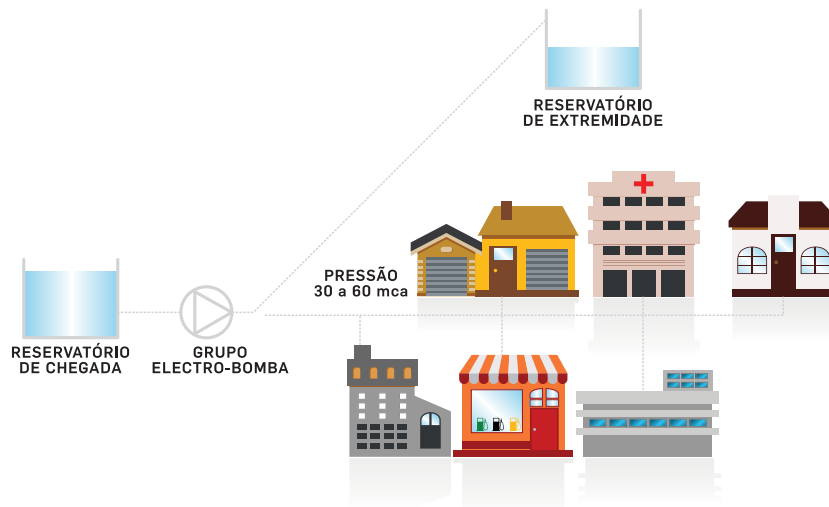 RESERVATÓRIO
DE EXTREMIDADE
PRESSÃO
30 a 60 mca
RESERVATÓRIO
DE CHEGADA
GRUPO
ELECTRO-BOMBA